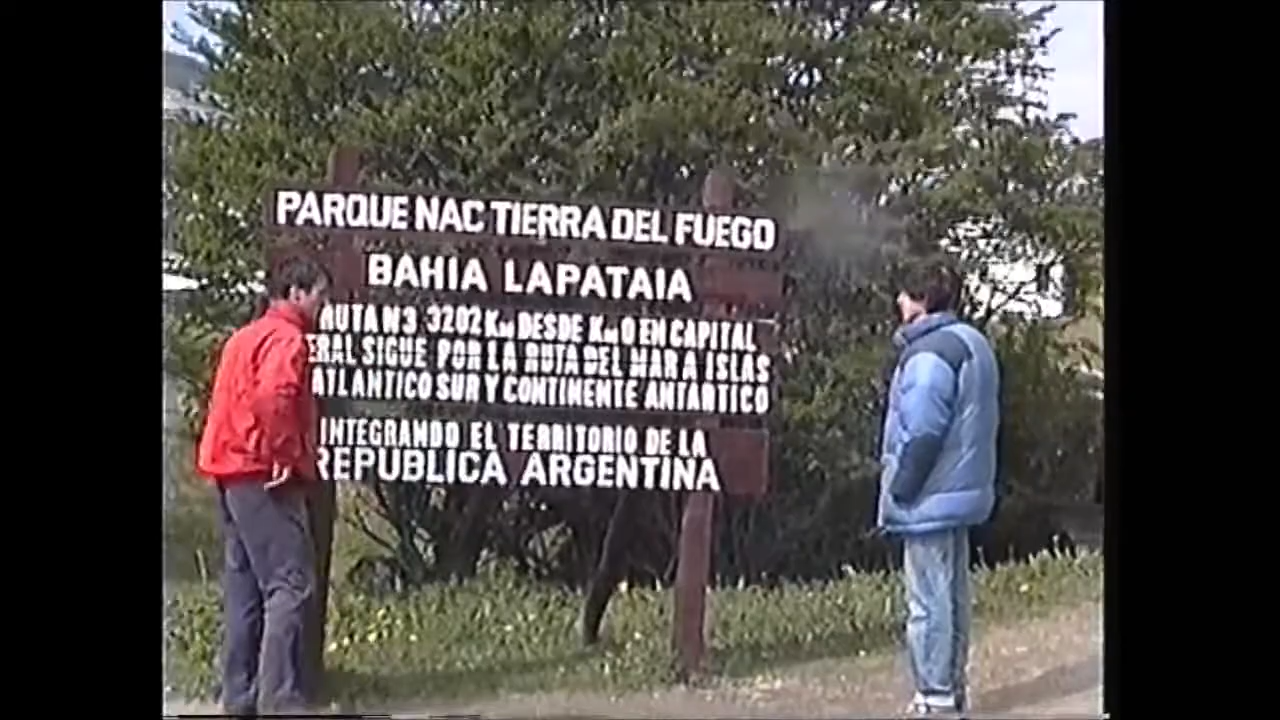 PARQUE NAC TIERRA DEL FUEGO
BAHIA LAPATAIA
RUTA N3 3202 Km DESDE Km 0 EN CAPITAL
ERAL SIGUE POR LA RUTA DEL MAR A ISLAS
ATLANTICO SUR Y CONTINENTE ANTARTICO
INTEGRANDO EL TERRITORIO DE LA
REPUBLICA ARGENTINA